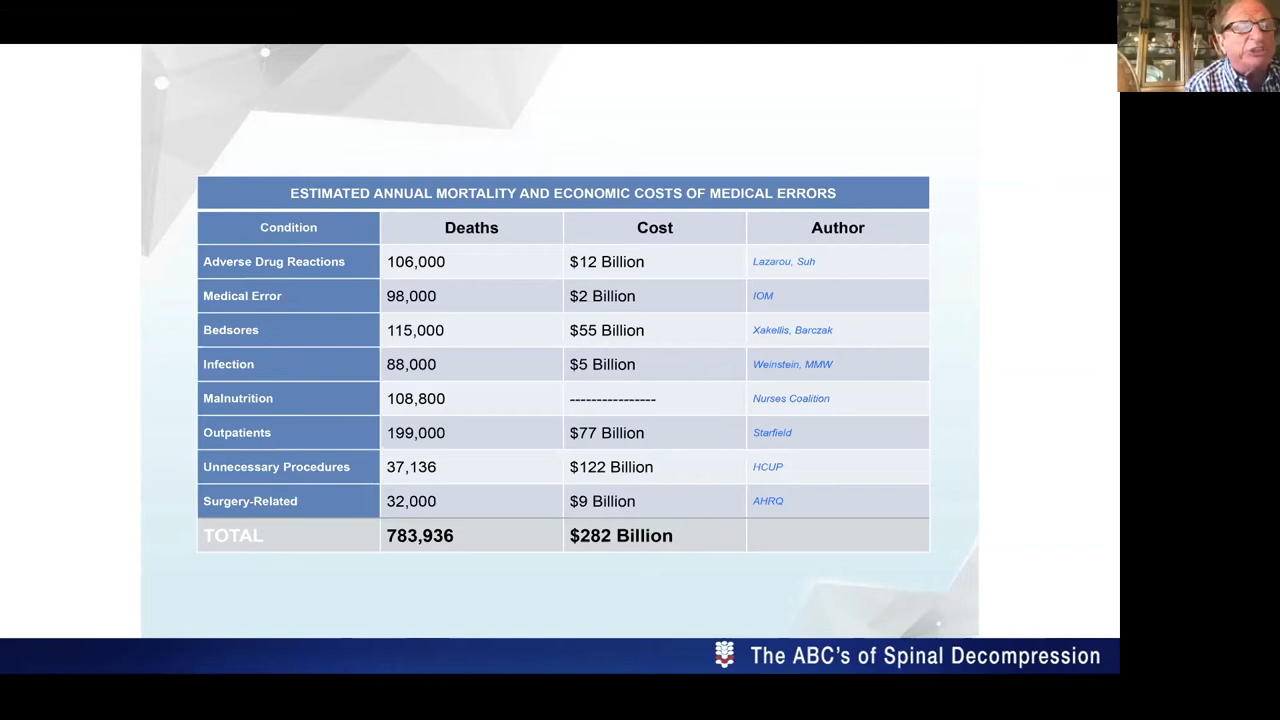 ESTIMATED ANNUAL MORTALITY AND ECONOMIC COSTS OF MEDICAL ERRORS
Condition Deaths Cost Author
Adverse Drug Reactions 106,000 $12 Billion Lazarou, Suh
Medical Error 98,000 $2 Billion IOM
Bedsores 115,000 $55 Billion Xakellis, Barczak
Infection 88,000 $5 Billion Weinstein, MMW
Malnutrition 108,800 ---------------- Nurses Coalition
Outpatients 199,000 $77 Billion Starfield
Unnecessary Procedures 37,136 $122 Billion HCUP
Surgery-Related 32,000 $9 Billion AHRQ
TOTAL 783,936 $282 Billion
The ABC's of Spinal Decompression